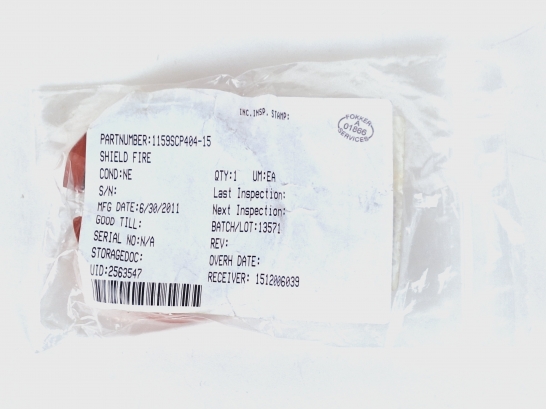 INC.INSP. STAMP:
FOKKER
A
01866
SERVICES
PARTNUMBER:1159SCP404-15
SHIELD FIRE
COND:NE QTY:1 UM:EA
S/N: Last Inspection:
MFG DATE:6/30/2011 Next Inspection:
GOOD TILL: BATCH/LOT:13571
SERIAL NO:N/A REV:
STORAGEDOC: OVERH DATE:
UID:2563547 RECEIVER: 1512006039